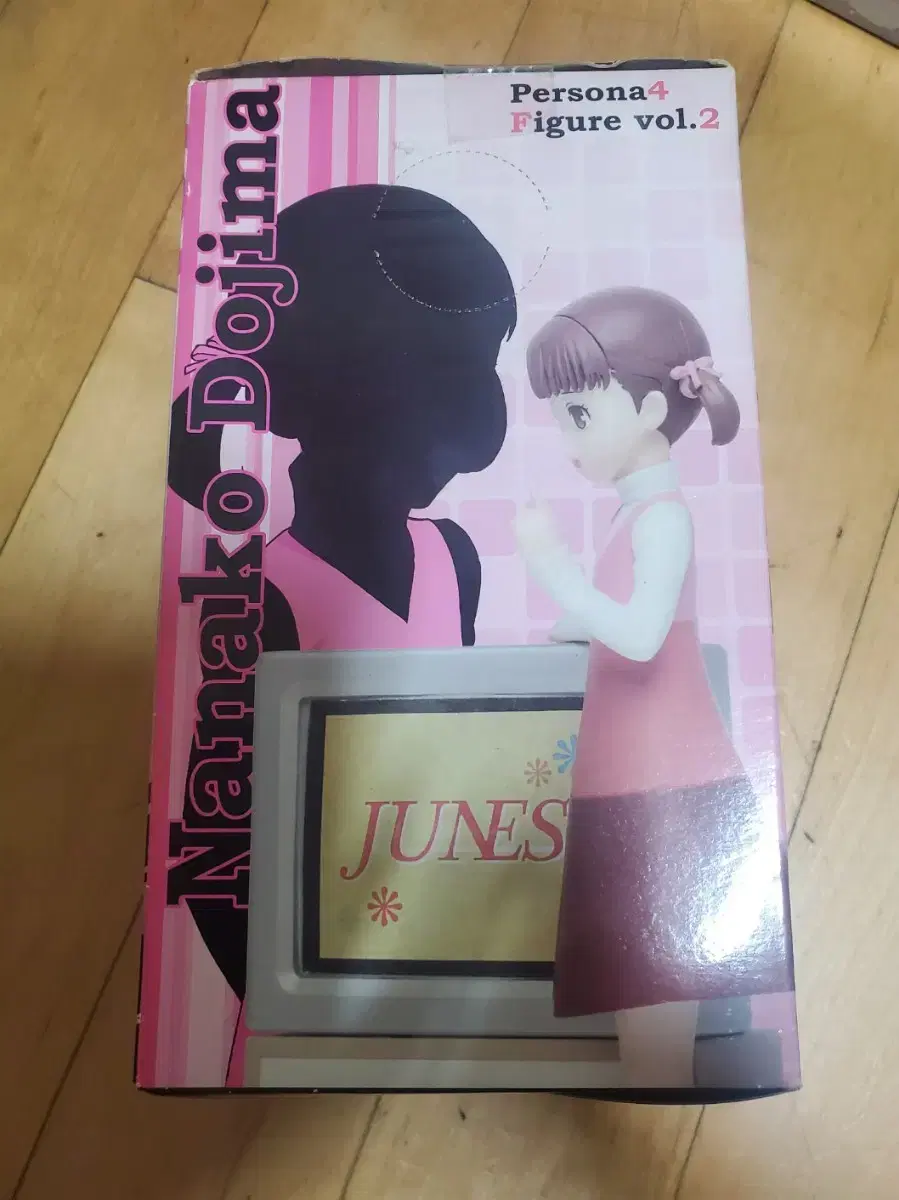 Persona4
Figure vol.2
Nanako Dojima
JUNES